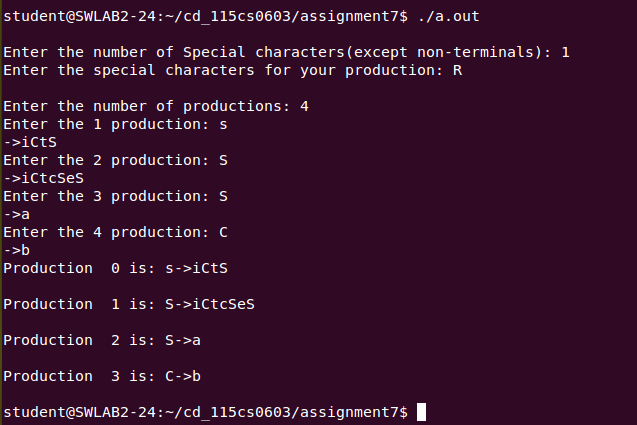 student@SWLAB2-24:~/cd_115cs0603/assignment7$ ./a.out
Enter the number of Special characters(except non-terminals): 1
Enter the special characters for your production: R
Enter the number of productions: 4
Enter the 1 production: s
->iCtS
Enter the 2 production: S
->iCtcSeS
Enter the 3 production: S
->a
Enter the 4 production: C
->b
Production  0 is: s->iCtS
Production  1 is: S->iCtcSeS
Production  2 is: S->a
Production  3 is: C->b
student@SWLAB2-24:~/cd_115cs0603/assignment7$